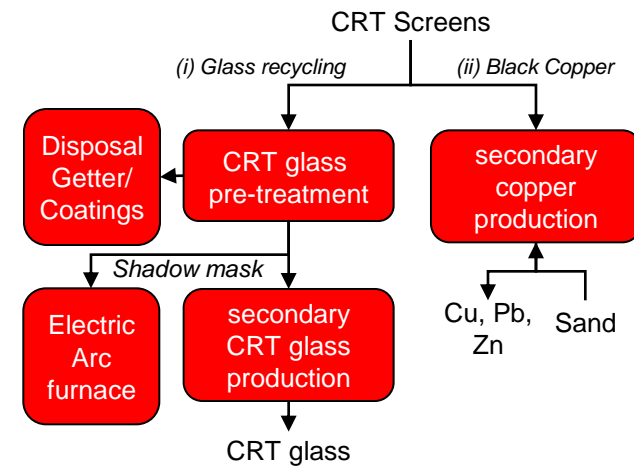 CRT Screens
(i) Glass recycling
(ii) Black Copper
Disposal
Getter/
Coatings
CRT glass
pre-treatment
secondary
copper
production
Shadow mask
Electric
Arc
furnace
secondary
CRT glass
production
Cu, Pb,
Zn
Sand
CRT glass